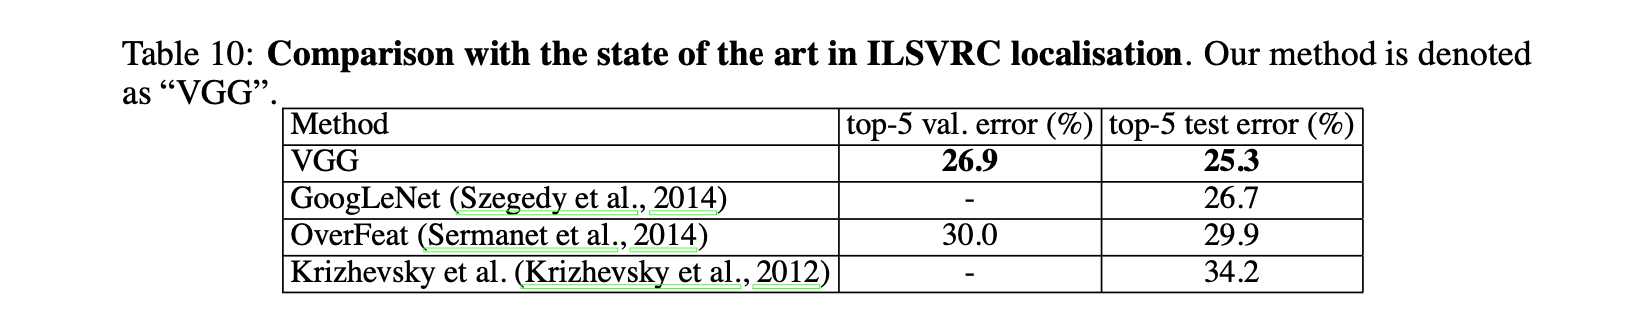 Table 10: Comparison with the state of the art in ILSVRC localisation. Our method is denoted
as “VGG”.
Method top-5 val. error (%) top-5 test error (%)
VGG 26.9 25.3
GoogLeNet (Szegedy et al., 2014) - 26.7
OverFeat (Sermanet et al., 2014) 30.0 29.9
Krizhevsky et al. (Krizhevsky et al., 2012) - 34.2